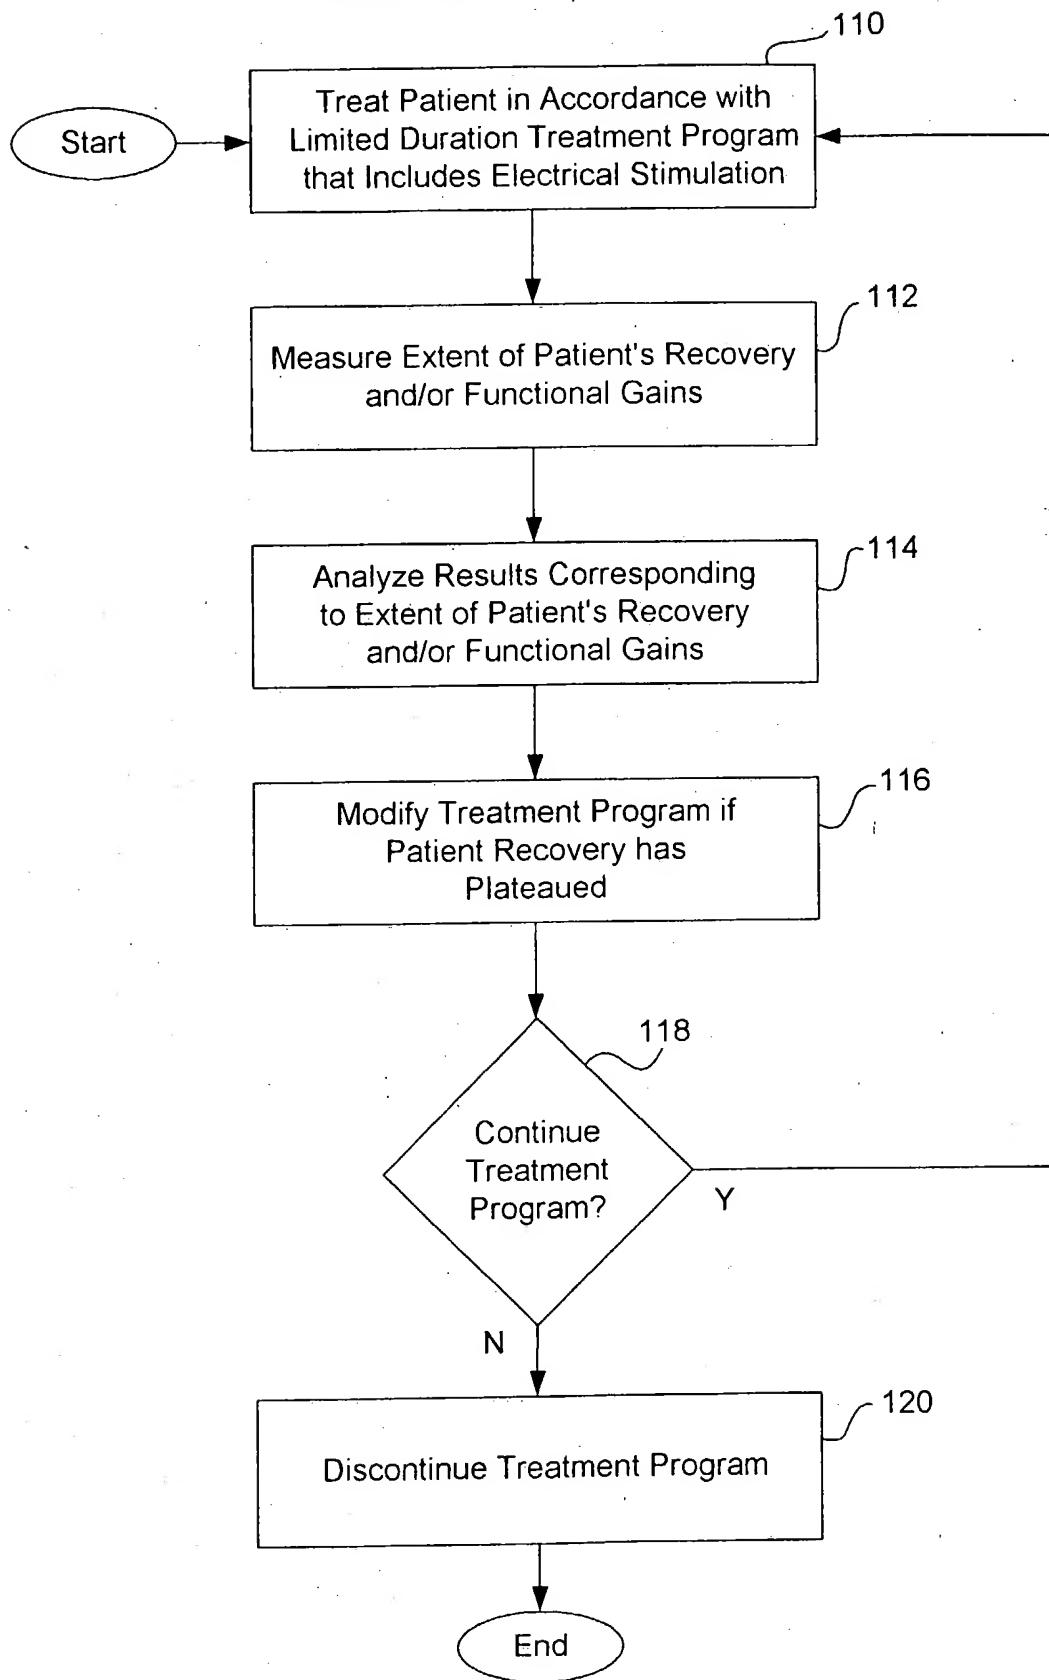 110
Start
Treat Patient in Accordance with
Limited Duration Treatment Program
that Includes Electrical Stimulation
112
Measure Extent of Patient's Recovery
and/or Functional Gains
114
Analyze Results Corresponding
to Extent of Patient's Recovery
and/or Functional Gains
116
Modify Treatment Program if
Patient Recovery has
Plateaued
118
Continue
Treatment
Program?
Y
N
120
Discontinue Treatment Program
End